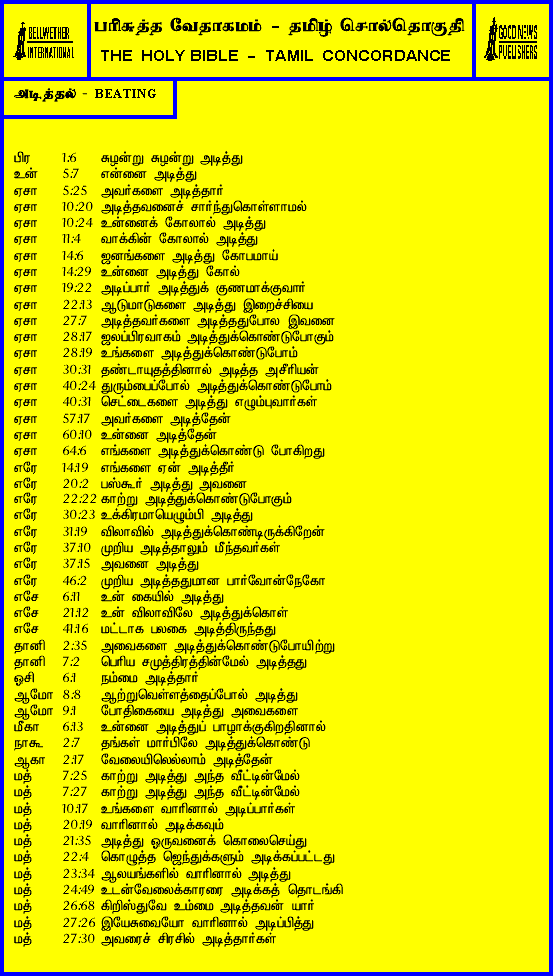 BELLWETHER
INTERNATIONAL
பரிசுத்த வேதாகமம் - தமிழ் சொல்தொகுதி
THE HOLY BIBLE - TAMIL CONCORDANCE
GOOD NEWS
PUBLISHERS
அடித்தல் - BEATING
பிர 1:6 சுழன்று சுழன்று அடித்து
உன் 5:7 என்னை அடித்து
ஏசா 5:25 அவர்களை அடித்தார்
ஏசா 10:20 அடித்தவனைச் சார்ந்துகொள்ளாமல்
ஏசா 10:24 உன்னைக் கோலால் அடித்து
ஏசா 11:4 வாக்கின் கோலால் அடித்து
ஏசா 14:6 ஜனங்களை அடித்து கோபமாய்
ஏசா 14:29 உன்னை அடித்து கோல்
ஏசா 19:22 அடிப்பார் அடித்துக் குணமாக்குவார்
ஏசா 22:13 ஆடுமாடுகளை அடித்து இறைச்சியை
ஏசா 27:7 அடித்தவர்களை அடித்ததுபோல இவனை
ஏசா 28:17 ஜலப்பிரவாகம் அடித்துக்கொண்டுபோகும்
ஏசா 28:19 உங்களை அடித்துக்கொண்டுபோம்
ஏசா 30:31 தண்டாயுதத்தினால் அடித்த அசீரியன்
ஏசா 40:24 துரும்பைப்போல் அடித்துக்கொண்டுபோம்
ஏசா 40:31 செட்டைகளை அடித்து எழும்புவார்கள்
ஏசா 57:17 அவர்களை அடித்தேன்
ஏசா 60:10 உன்னை அடித்தேன்
ஏசா 64:6 எங்களை அடித்துக்கொண்டு போகிறது
எரே 14:19 எங்களை ஏன் அடித்தீர்
எரே 20:2 பஸ்கூர் அடித்து அவனை
எரே 22:22 காற்று அடித்துக்கொண்டுபோகும்
எரே 30:23 உக்கிரமாயெழும்பி அடித்து
எரே 31:19 விலாவில் அடித்துக்கொண்டிருக்கிறேன்
எரே 37:10 முறிய அடித்தாலும் மீந்தவர்கள்
எரே 37:15 அவனை அடித்து
எரே 46:2 முறிய அடித்ததுமான பார்வோன்நேகோ
எசே 6:11 உன் கையில் அடித்து
எசே 21:12 உன் விலாவிலே அடித்துக்கொள்
எசே 41:16 மட்டாக பலகை அடித்திருந்தது
தானி 2:35 அவைகளை அடித்துக்கொண்டுபோயிற்று
தானி 7:2 பெரிய சமுத்திரத்தின்மேல் அடித்தது
ஓசி 6:1 நம்மை அடித்தார்
ஆமோ 8:8 ஆற்றுவெள்ளத்தைப்போல் அடித்து
ஆமோ 9:1 போதிகையை அடித்து அவைகளை
மீகா 6:13 உன்னை அடித்துப் பாழாக்குகிறதினால்
நாகூ 2:7 தங்கள் மார்பிலே அடித்துக்கொண்டு
ஆகா 2:17 வேலையிலெல்லாம் அடித்தேன்
மத் 7:25 காற்று அடித்து அந்த வீட்டின்மேல்
மத் 7:27 காற்று அடித்து அந்த வீட்டின்மேல்
மத் 10:17 உங்களை வாரினால் அடிப்பார்கள்
மத் 20:19 வாரினால் அடிக்கவும்
மத் 21:35 அடித்து ஒருவனைக் கொலைசெய்து
மத் 22:4 கொழுத்த ஜெந்துக்களும் அடிக்கப்பட்டது
மத் 23:34 ஆலயங்களில் வாரினால் அடித்து
மத் 24:49 உடன்வேலைக்காரரை அடிக்கத் தொடங்கி
மத் 26:68 கிறிஸ்துவே உம்மை அடித்தவன் யார்
மத் 27:26 இயேசுவையோ வாரினால் அடிப்பித்து
மத் 27:30 அவரைச் சிரசில் அடித்தார்கள்